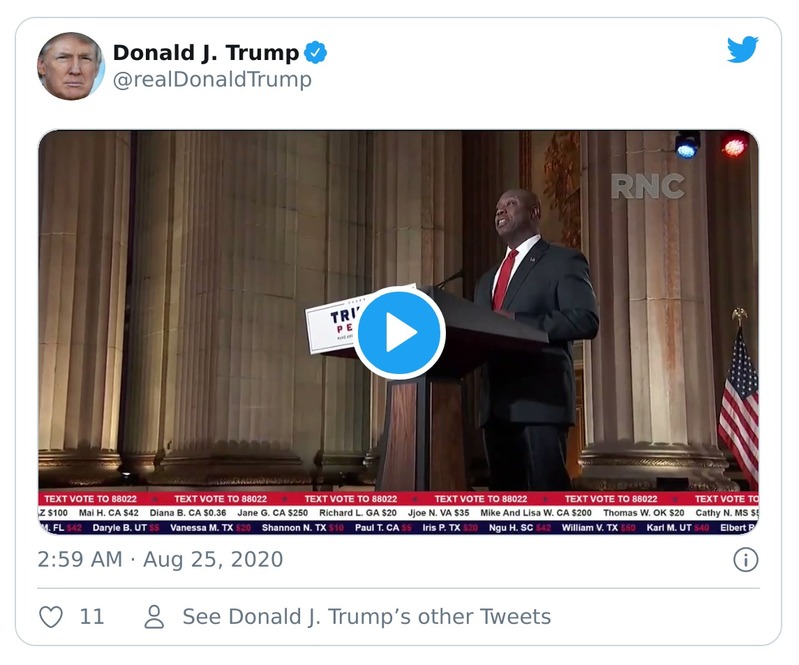 Donald J. Trump
@realDonaldTrump
RNC
TEXT VOTE TO 88022 TEXT VOTE TO 88022 TEXT VOTE TO 88022 TEXT VOTE TO 88022 TEXT VOTE TO 88022 TEXT VOTE TO
Z $100 Mai H. CA $42 Diana B. CA $0.36 Jane G. CA $250 Richard L. GA $20 Jjoe N. VA $35 Mike And Lisa W. CA $200 Thomas W. OK $20 Cathy N. MS
FL $42 Daryle B. UT $5 Vanessa M. TX $20 Shannon N. TX $10 Paul T. CA $5 Iris P. TX $20 Ngu H. SC $42 William V. TX Karl M. UT $40 Elbert
2:59 AM · Aug 25, 2020
11 See Donald J. Trump’s other Tweets